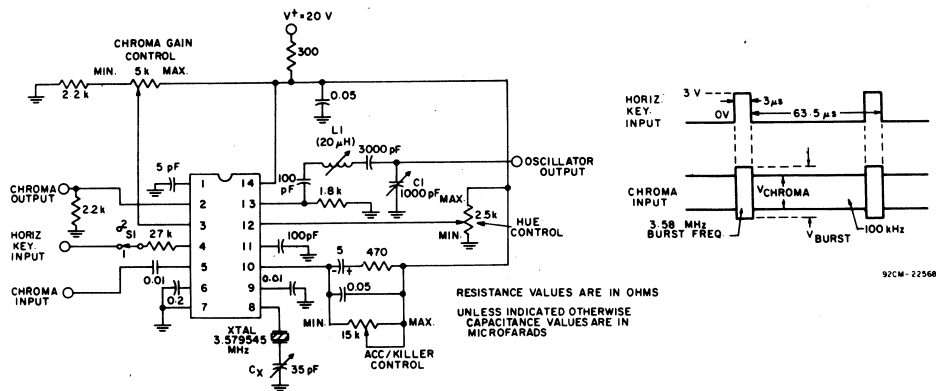 V+=20 V
300
CHROMA GAIN
CONTROL
MIN. 5k MAX.
2.2 k
0.05
L1
(20 μH)
3000 pF
OSCILLATOR
OUTPUT
C1
1000 pF
100
pF
1.8k
5 pF
CHROMA
OUTPUT
2.2k
1
2
3
4
5
6
7
14
13
12
11
10
9
8
2
S1
1
27 k
HORIZ
KEY.
INPUT
CHROMA
INPUT
0.01
0.2
MAX.
2.5k
MIN.
HUE
CONTROL
100pF
5
- +
470
0.05
0.01
MIN.
MAX.
15k
ACC/KILLER
CONTROL
XTAL
3.579545
MHz
CX
35 pF
RESISTANCE VALUES ARE IN OHMS
UNLESS INDICATED OTHERWISE
CAPACITANCE VALUES ARE IN
MICROFARADS
HORIZ.
KEY.
INPUT
3 V
0V
3 μs
63.5 μs
CHROMA
INPUT
VCHROMA
3.58 MHz
BURST FREQ.
VBURST
100 kHz
92CM-22568